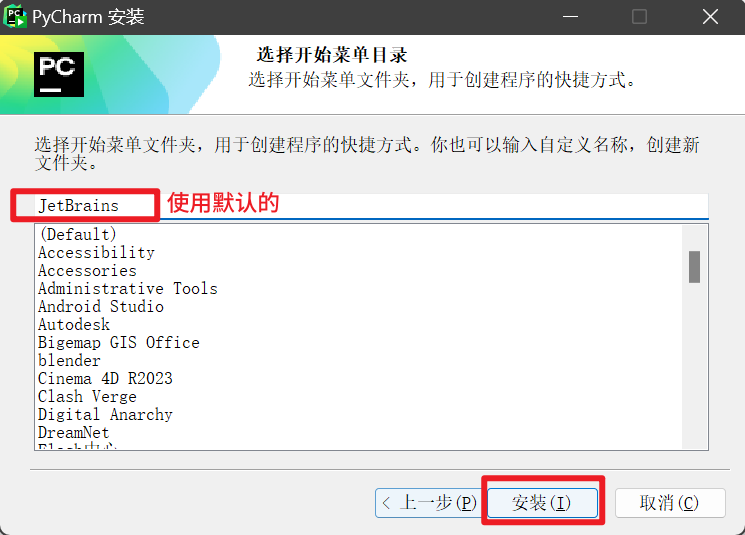 PyCharm 安装
PC
选择开始菜单目录
选择开始菜单文件夹，用于创建程序的快捷方式。
选择开始菜单文件夹，用于创建程序的快捷方式。你也可以输入自定义名称，创建新
文件夹。
JetBrains 使用默认的
(Default)
Accessibility
Accessories
Administrative Tools
Android Studio
Autodesk
Bigemap GIS Office
blender
Cinema 4D R2023
Clash Verge
Digital Anarchy
DreamNet
< 上一步(P) 安装(I) 取消(C)